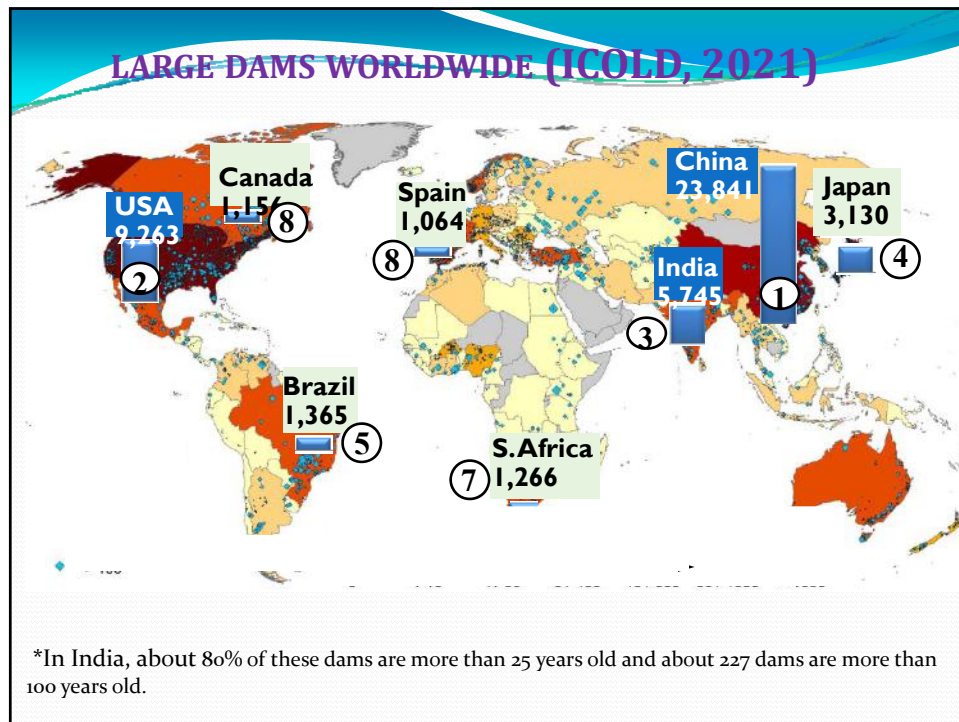 LARGE DAMS WORLDWIDE (ICOLD, 2021)
Canada
1,156
8
USA
9,263
2
Spain
1,064
8
China
23,841
1
Japan
3,130
4
India
5,745
3
Brazil
1,365
5
S.Africa
1,266
7
*In India, about 80% of these dams are more than 25 years old and about 227 dams are more than
100 years old.